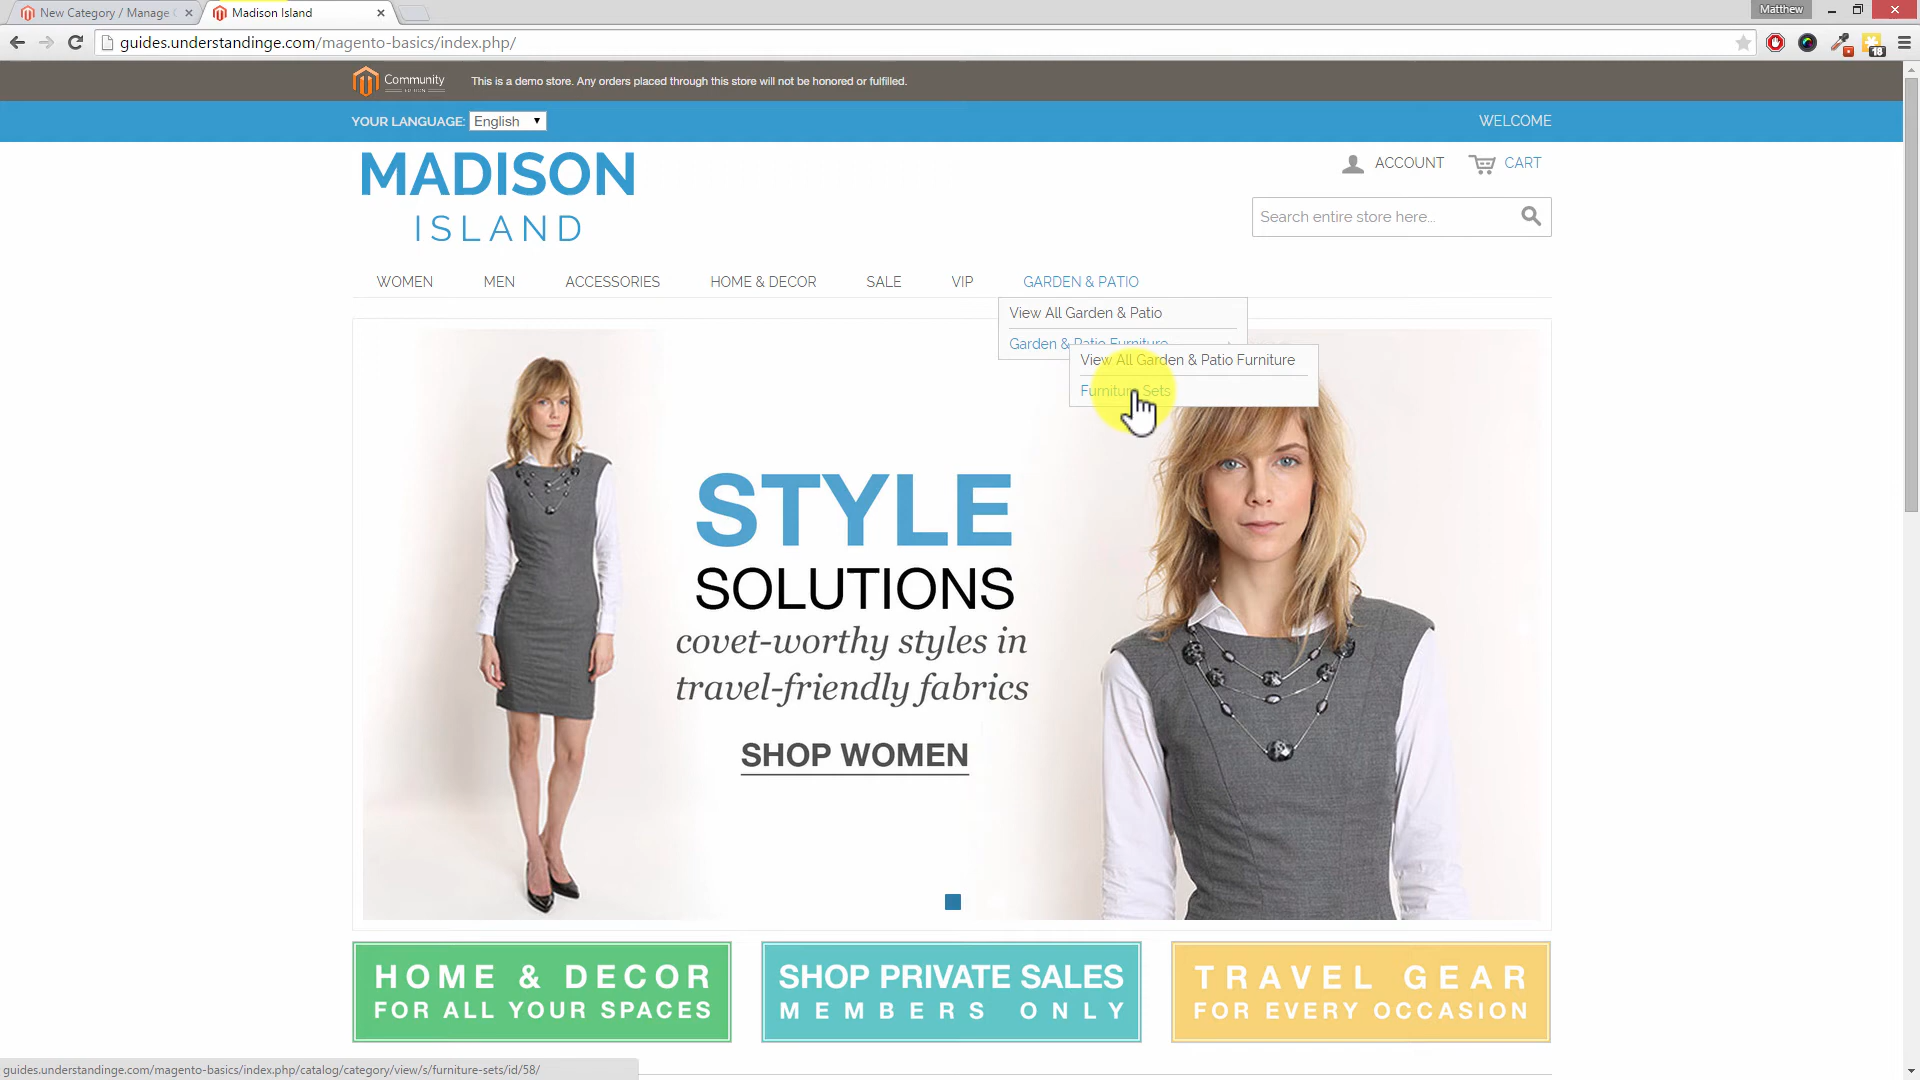 New Category / Manage
Madison Island
Matthew
guides.understandinge.com/magento-basics/index.php/
18
Community
This is a demo store. Any orders placed through this store will not be honored or fulfilled.
YOUR LANGUAGE: English
WELCOME
MADISON
ISLAND
ACCOUNT
CART
Search entire store here...
WOMEN MEN ACCESSORIES HOME & DECOR SALE VIP GARDEN & PATIO
View All Garden & Patio
Garden & Patio Furniture
View All Garden & Patio Furniture
Furniture Sets
STYLE
SOLUTIONS
covet-worthy styles in
travel-friendly fabrics
SHOP WOMEN
HOME & DECOR
FOR ALL YOUR SPACES
SHOP PRIVATE SALES
MEMBERS ONLY
TRAVEL GEAR
FOR EVERY OCCASION
guides.understandinge.com/magento-basics/index.php/catalog/category/view/s/furniture-sets/id/58/